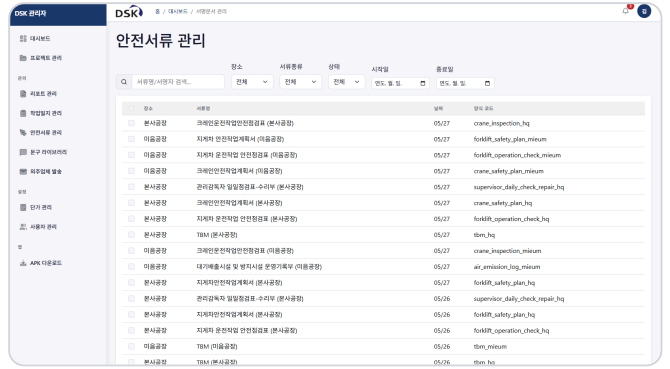 DSK 관리자
DSK
홈 / 대시보드 / 서명문서 관리
2
김
대시보드
프로젝트 관리
문서
리포트 관리
작업일지 관리
안전서류 관리
문구 라이브러리
외주업체 발송
설정
단가 관리
사용자 관리
앱
APK 다운로드
안전서류 관리
장소 서류종류 상태 시작일 종료일
서류명/서명자 검색... 전체 전체 전체 연도. 월. 일. 연도. 월. 일.
장소 서류명 날짜 양식 코드
본사공장 크레인운전작업안전점검표 (본사공장) 05/27 crane_inspection_hq
미음공장 지게차 안전작업계획서 (미음공장) 05/27 forklift_safety_plan_mieum
미음공장 지게차 운전작업 안전점검표 (미음공장) 05/27 forklift_operation_check_mieum
미음공장 크레인안전작업계획서 (미음공장) 05/27 crane_safety_plan_mieum
본사공장 관리감독자 일일점검표-수리부 (본사공장) 05/27 supervisor_daily_check_repair_hq
본사공장 크레인안전작업계획서 (본사공장) 05/27 crane_safety_plan_hq
본사공장 지게차 운전작업 안전점검표 (본사공장) 05/27 forklift_operation_check_hq
본사공장 TBM (본사공장) 05/27 tbm_hq
미음공장 크레인운전작업안전점검표 (미음공장) 05/27 crane_inspection_mieum
미음공장 대기배출시설 및 방지시설 운영기록부 (미음공장) 05/27 air_emission_log_mieum
본사공장 지게차안전작업계획서 (본사공장) 05/27 forklift_safety_plan_hq
본사공장 관리감독자 일일점검표-수리부 (본사공장) 05/26 supervisor_daily_check_repair_hq
본사공장 지게차안전작업계획서 (본사공장) 05/26 forklift_safety_plan_hq
본사공장 지게차 운전작업 안전점검표 (본사공장) 05/26 forklift_operation_check_hq
미음공장 TBM (미음공장) 05/26 tbm_mieum
본사공장 TBM (본사공장) 05/26 tbm_hq